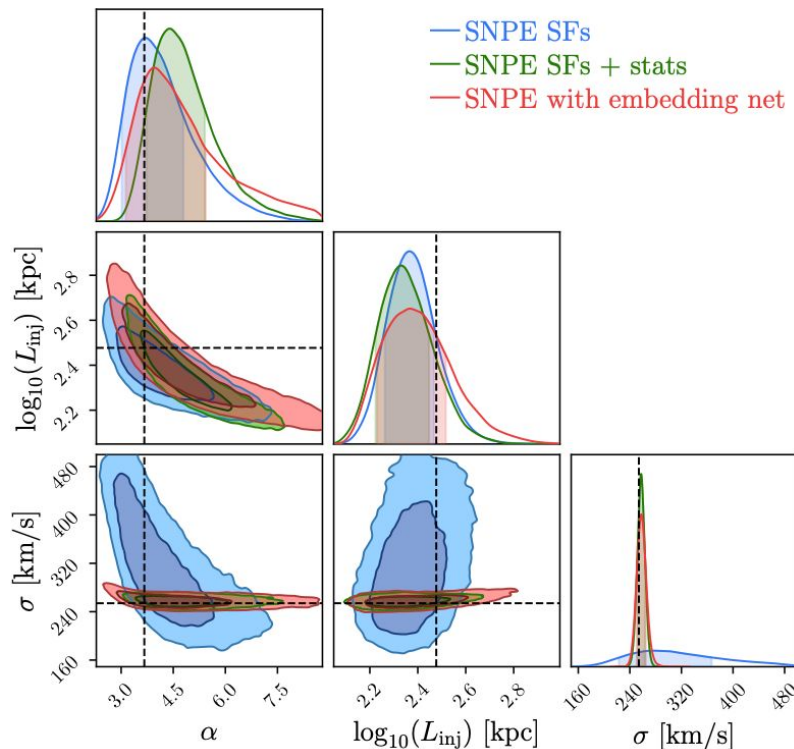 SNPE SFs
SNPE SFs + stats
SNPE with embedding net
log₁₀(L_inj) [kpc]
2.8
2.6
2.4
2.2
σ [km/s]
480
400
320
240
160
3.0 4.5 6.0 7.5
2.2 2.4 2.6 2.8
160 240 320 400 480
α
log₁₀(L_inj) [kpc]
σ [km/s]